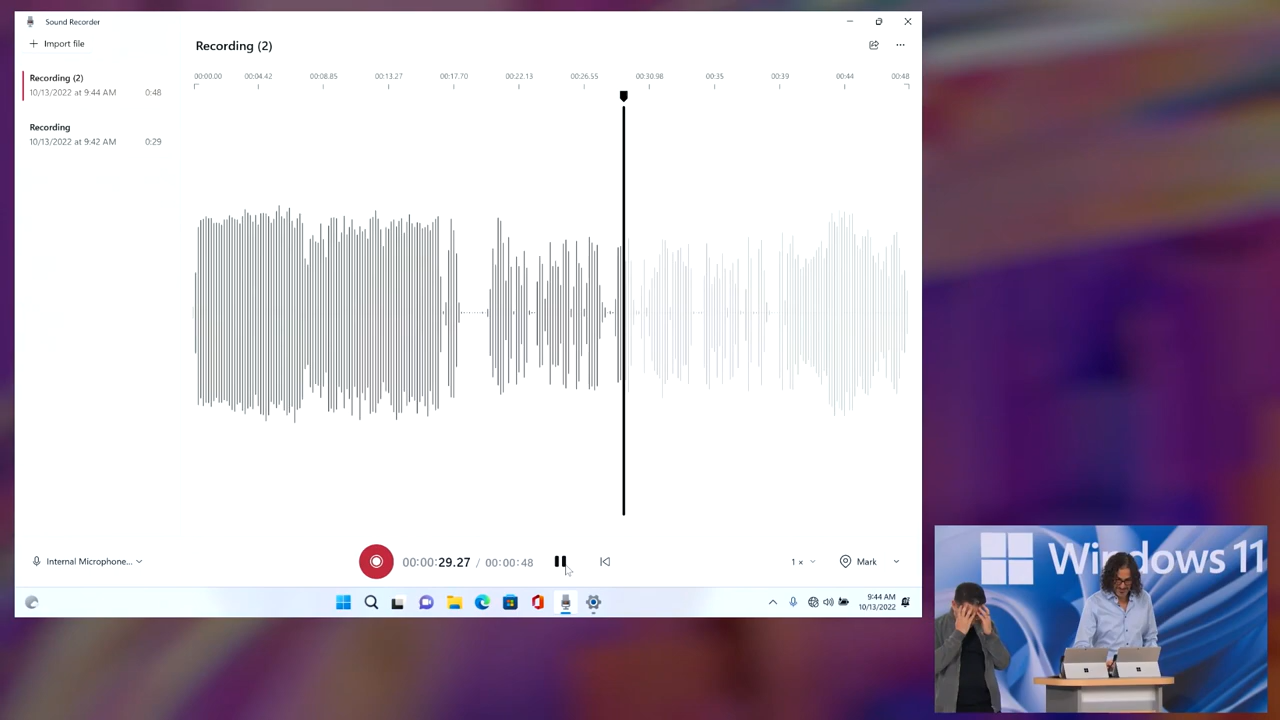 Sound Recorder
Import file
Recording (2)
Recording (2)
10/13/2022 at 9:44 AM 0:48
Recording
10/13/2022 at 9:42 AM 0:29
00:00.00 00:04.42 00:08.85 00:13.27 00:17.70 00:22.13 00:26.55 00:30.98 00:35 00:39 00:44 00:48
Internal Microphone...
00:00:29.27 / 00:00:48
1 ×
Mark
9:44 AM
10/13/2022
Windows 11